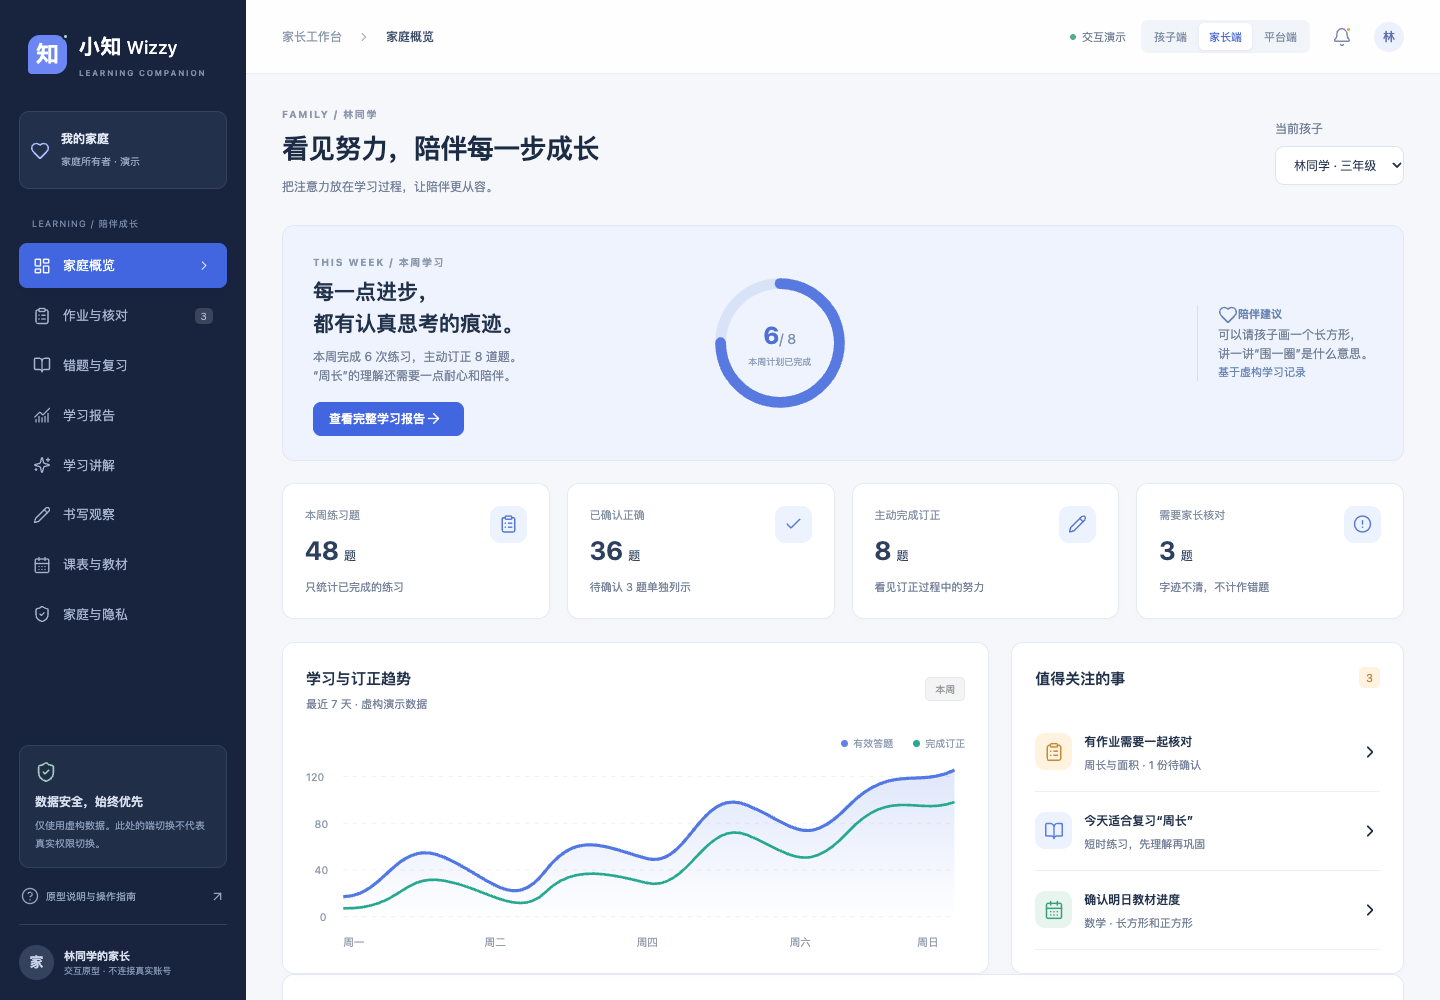 知
小知 Wizzy
LEARNING COMPANION
我的家庭
家庭所有者 · 演示
LEARNING / 陪伴成长
家庭概览
作业与核对
3
错题与复习
学习报告
学习讲解
书写观察
课表与教材
家庭与隐私
数据安全，始终优先
仅使用虚构数据。此处的端切换不代表
真实权限切换。
原型说明与操作指南
家
林同学的家长
交互原型 · 不连接真实账号
家长工作台
家庭概览
交互演示
孩子端
家长端
平台端
林
FAMILY / 林同学
看见努力，陪伴每一步成长
把注意力放在学习过程，让陪伴更从容。
当前孩子
林同学 · 三年级
THIS WEEK / 本周学习
每一点进步，
都有认真思考的痕迹。
本周完成 6 次练习，主动订正 8 道题。
“周长”的理解还需要一点耐心和陪伴。
查看完整学习报告
6 / 8
本周计划已完成
陪伴建议
可以请孩子画一个长方形，
讲一讲“围一圈”是什么意思。
基于虚构学习记录
本周练习题
48 题
只统计已完成的练习
已确认正确
36 题
待确认 3 题单独列示
主动完成订正
8 题
看见订正过程中的努力
需要家长核对
3 题
字迹不清，不计作错题
学习与订正趋势
最近 7 天 · 虚构演示数据
本周
有效答题
完成订正
120
80
40
0
周一
周二
周四
周六
周日
值得关注的事
3
有作业需要一起核对
周长与面积 · 1 份待确认
今天适合复习“周长”
短时练习，先理解再巩固
确认明日教材进度
数学 · 长方形和正方形